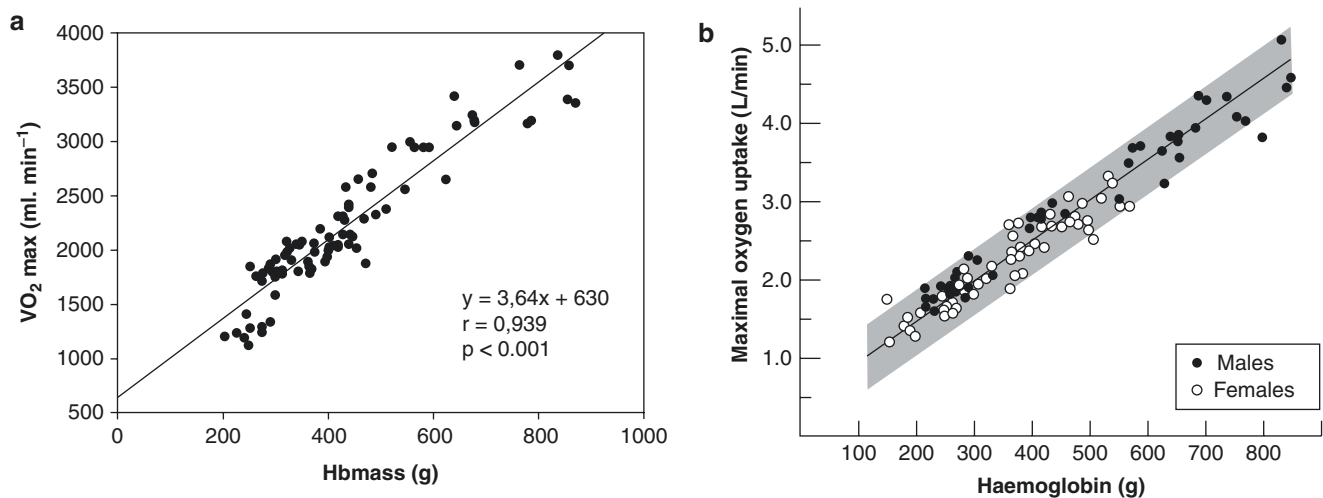 a
4000
3500
3000
2500
2000
1500
1000
500
VO2 max (ml. min−1)
y = 3,64x + 630
r = 0,939
p < 0.001
0 200 400 600 800 1000
Hbmass (g)
b
5.0
4.0
3.0
2.0
1.0
Maximal oxygen uptake (L/min)
Males
Females
100 200 300 400 500 600 700 800
Haemoglobin (g)